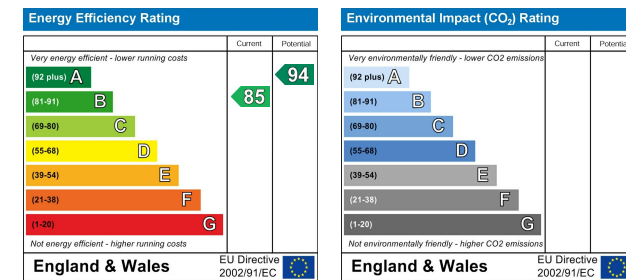 Energy Efficiency Rating
Current Potential
Very energy efficient - lower running costs
(92 plus) A
94
(81-91) B
85
(69-80) C
(55-68) D
(39-54) E
(21-38) F
(1-20) G
Not energy efficient - higher running costs
England & Wales
EU Directive
2002/91/EC
Environmental Impact (CO₂) Rating
Current Potential
Very environmentally friendly - lower CO2 emissions
(92 plus) A
(81-91) B
(69-80) C
(55-68) D
(39-54) E
(21-38) F
(1-20) G
Not environmentally friendly - higher CO2 emissions
England & Wales
EU Directive
2002/91/EC